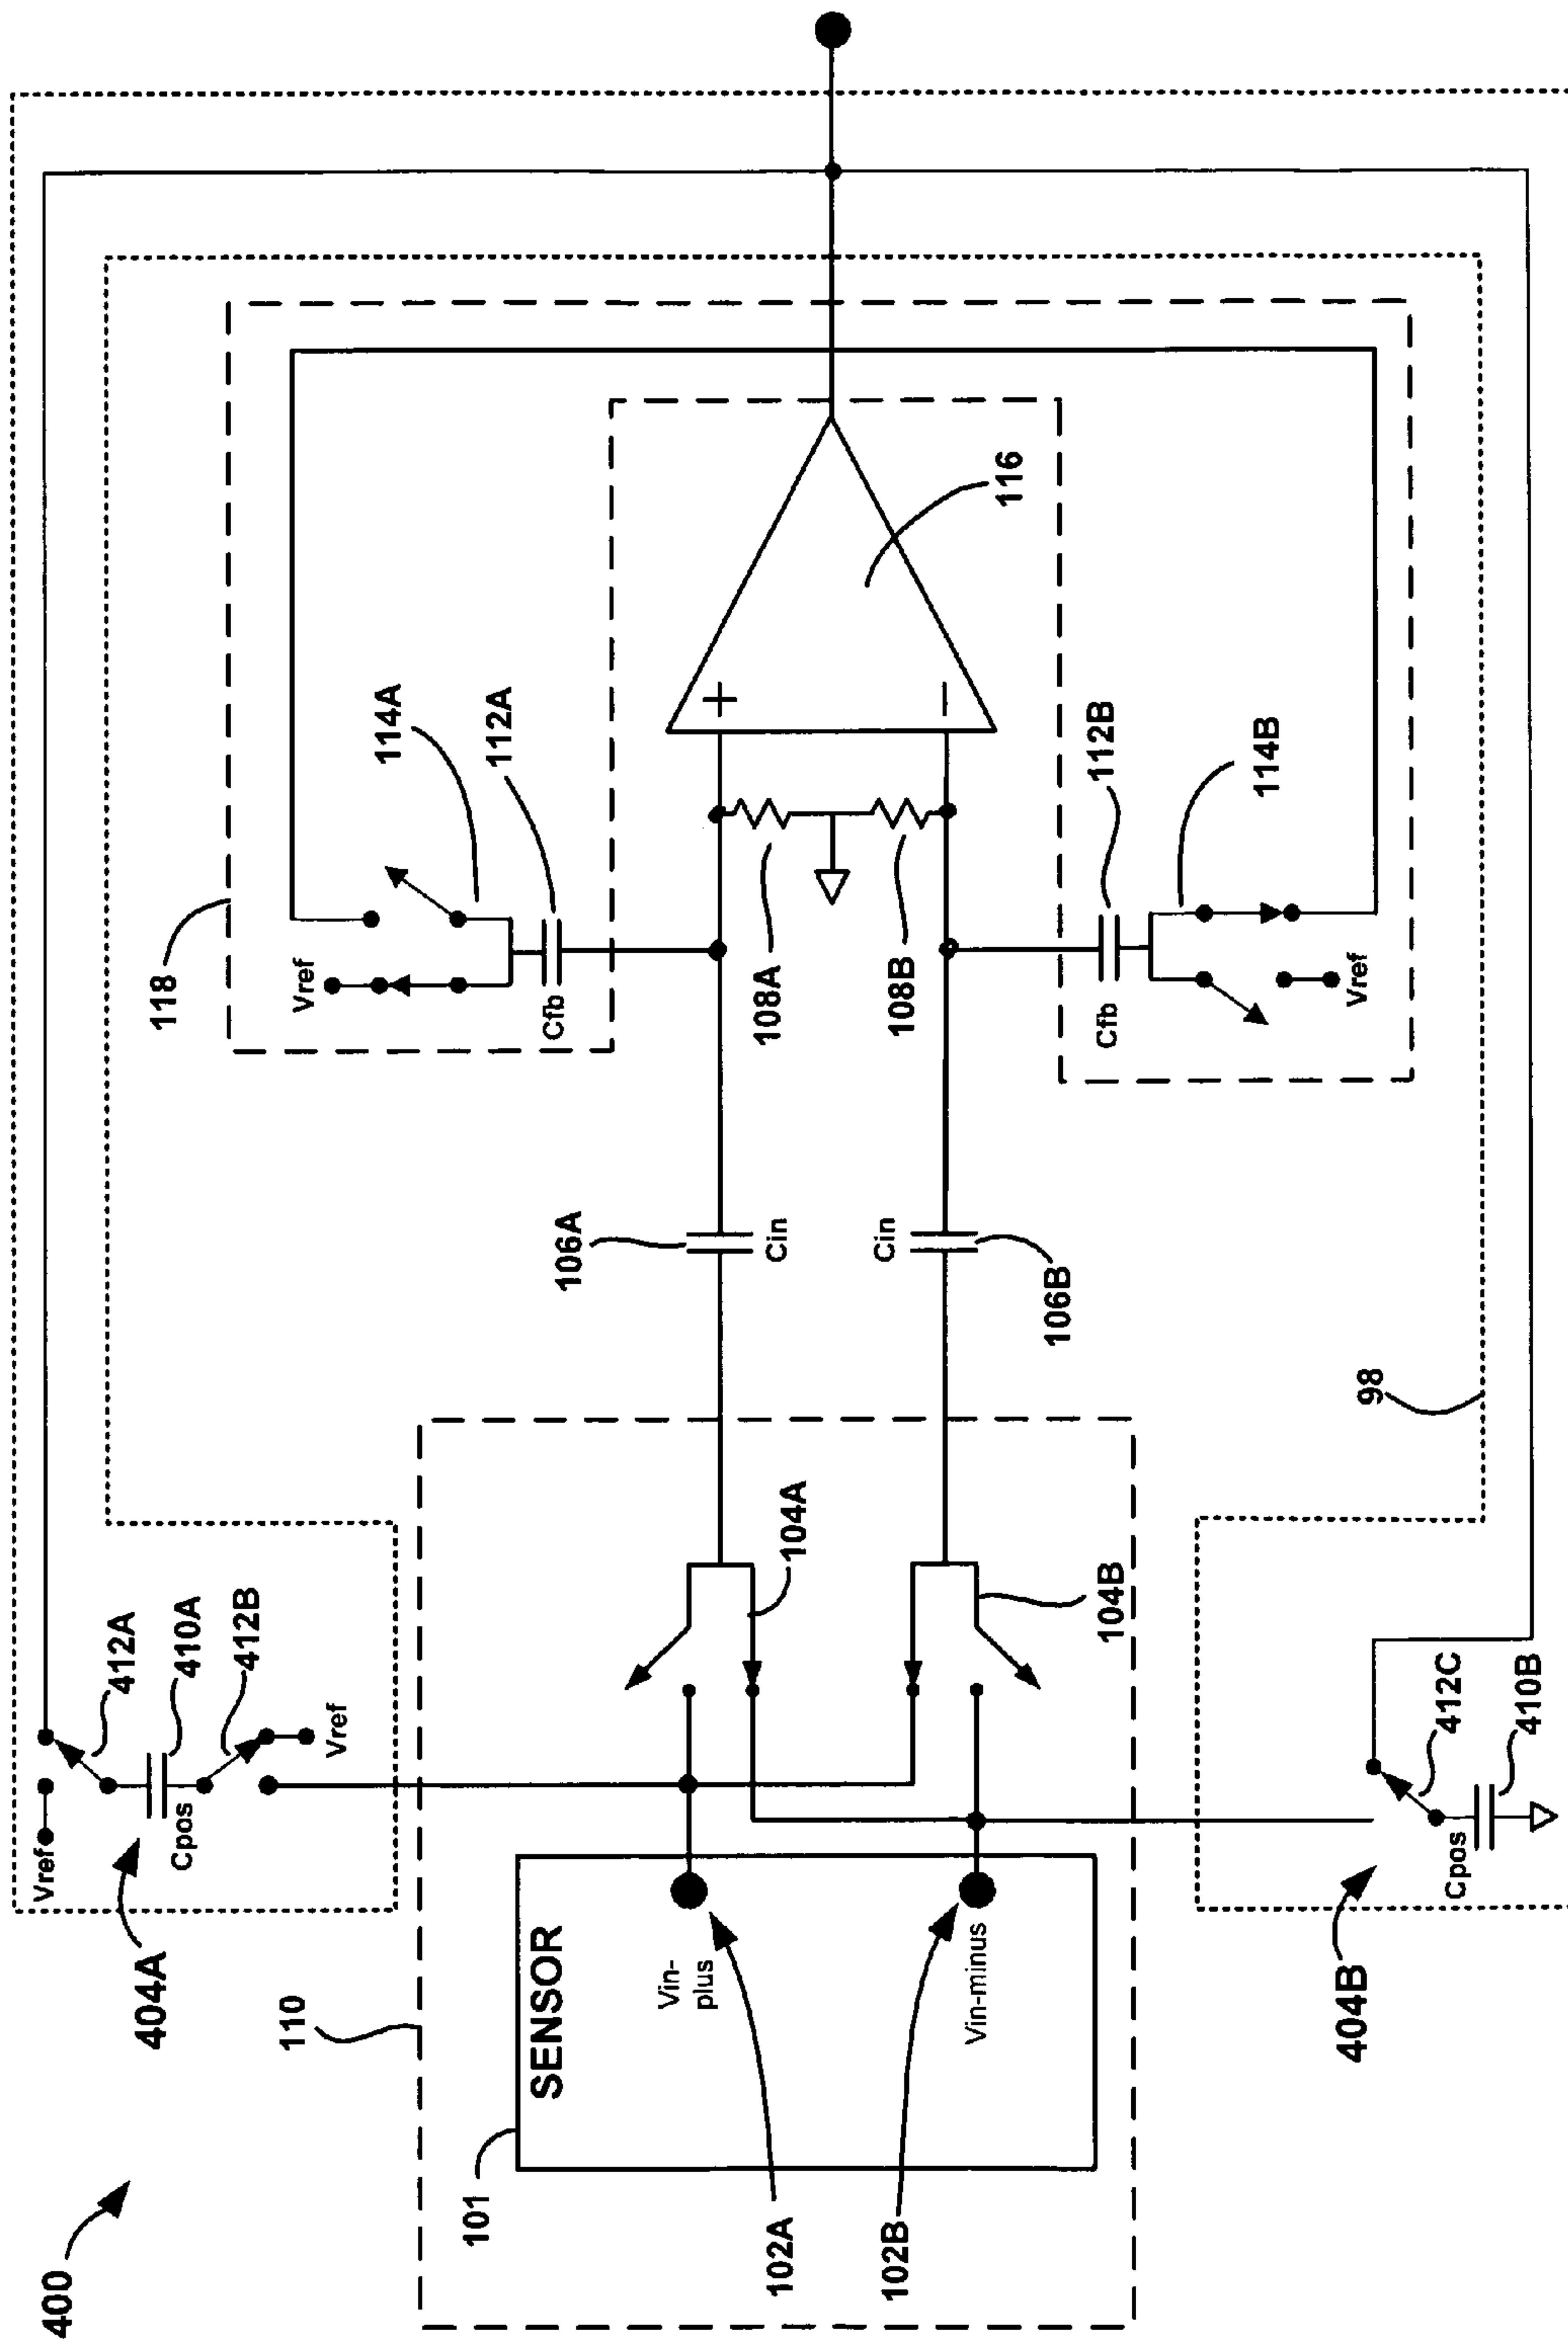 400
404A
Vref
Cpos
412A
410A
412B
Vref
110
101
SENSOR
Vin-
plus
Vin-minus
102A
102B
104A
104B
106A
Cin
Cin
106B
118
Vref
Cfb
114A
112A
108A
108B
+
−
116
112B
114B
Cfb
Vref
98
404B
Cpos
412C
410B